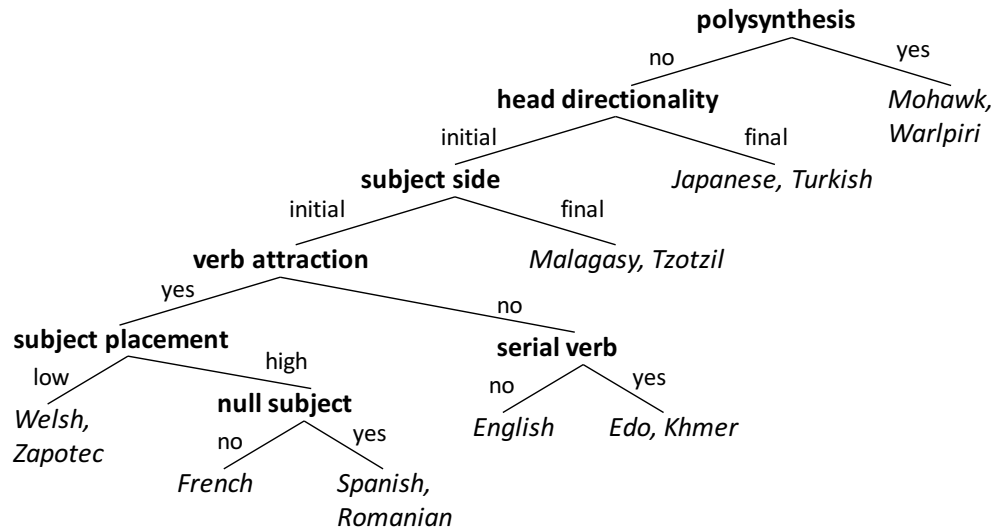 polysynthesis
no
yes
head directionality
Mohawk,
Warlpiri
initial
final
subject side
Japanese, Turkish
initial
final
verb attraction
Malagasy, Tzotzil
yes
no
subject placement
serial verb
low
high
no
yes
Welsh,
Zapotec
null subject
English
Edo, Khmer
no
yes
French
Spanish,
Romanian